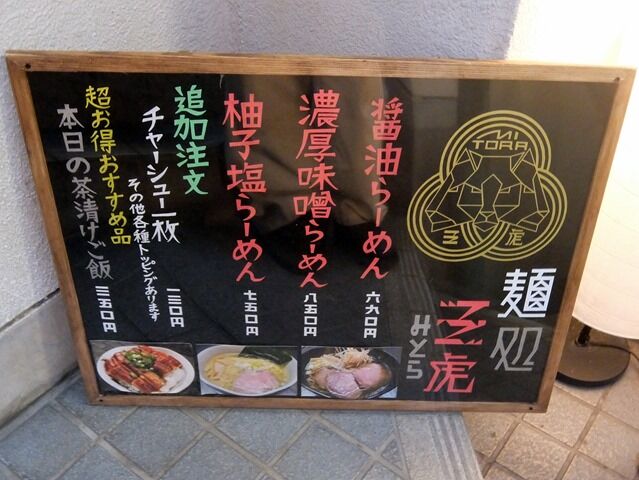 MI
TORA
三 虎
麺処
三虎
みとら
醤油らーめん 六九〇円
濃厚味噌らーめん 八五〇円
柚子塩らーめん 七五〇円
追加注文
チャーシュー一枚 一三〇円
その他各種トッピングあります
超お得おすすめ品
本日の茶漬けご飯 三五〇円